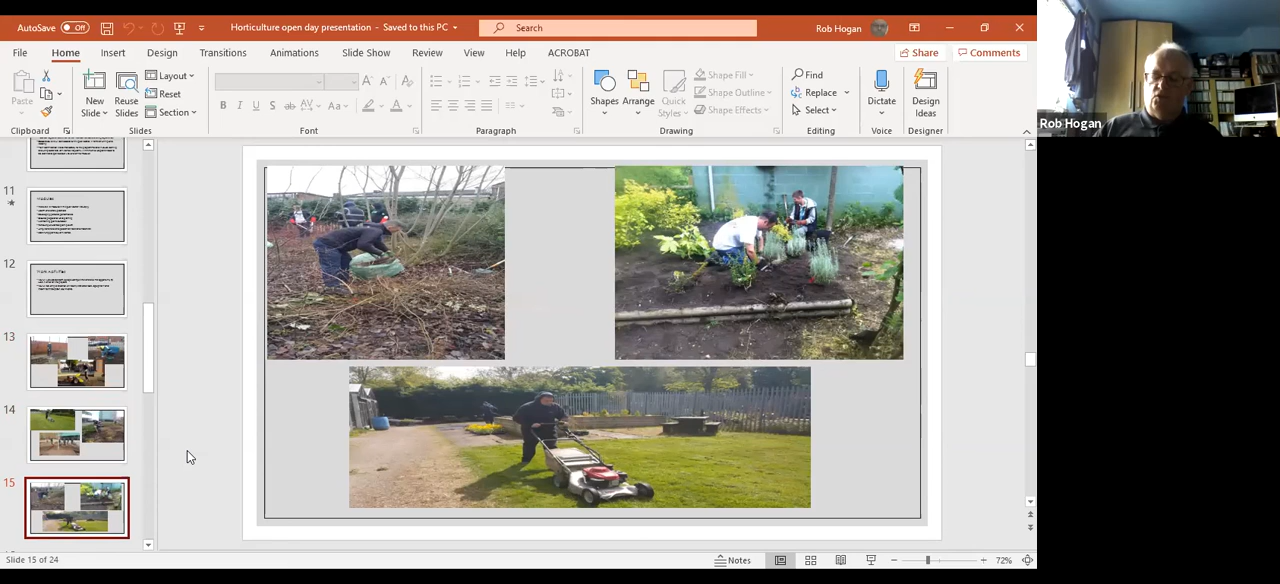 AutoSave Off
Horticulture open day presentation - Saved to this PC
Search
Rob Hogan
File Home Insert Design Transitions Animations Slide Show Review View Help ACROBAT Share Comments
Paste
New Slide
Reuse Slides
Layout
Reset
Section
B I U S ab AV Aa A
Shapes
Arrange
Quick Styles
Shape Fill
Shape Outline
Shape Effects
Find
Replace
Select
Dictate
Design Ideas
Clipboard Slides Font Paragraph Drawing Editing Voice Designer
Rob Hogan
11
12
13
14
15
Slide 15 of 24
Notes
72%